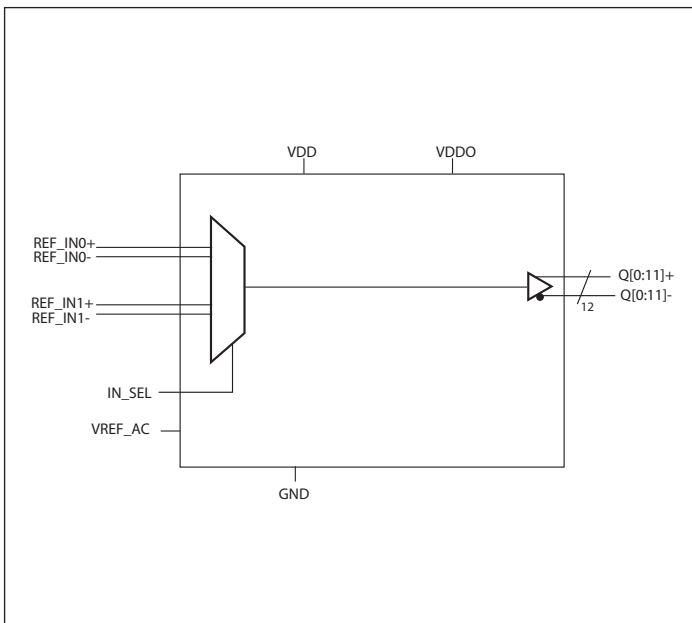 VDD
VDDO
REF_IN0+
REF_IN0-
REF_IN1+
REF_IN1-
IN_SEL
VREF_AC
GND
Q[0:11]+
Q[0:11]-
12